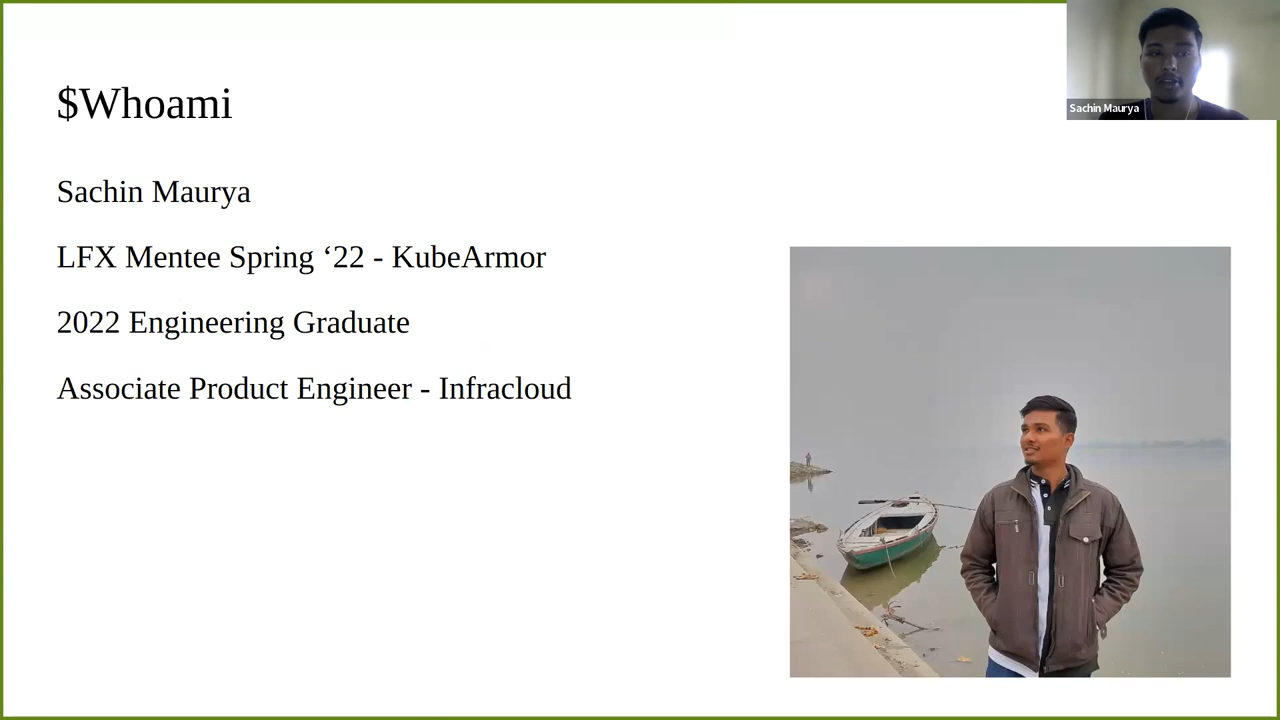 $Whoami
Sachin Maurya
Sachin Maurya
LFX Mentee Spring ‘22 - KubeArmor
2022 Engineering Graduate
Associate Product Engineer - Infracloud